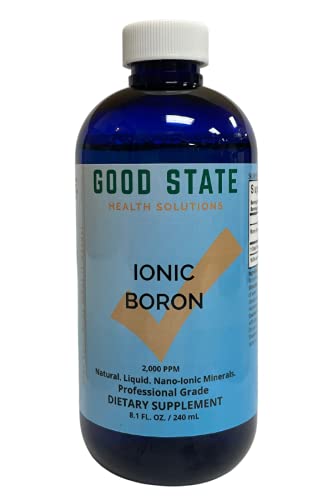 GOOD STATE
HEALTH SOLUTIONS
IONIC
BORON
2,000 PPM
Natural. Liquid. Nano-Ionic Minerals.
Professional Grade
DIETARY SUPPLEMENT
8.1 FL. OZ. / 240 mL